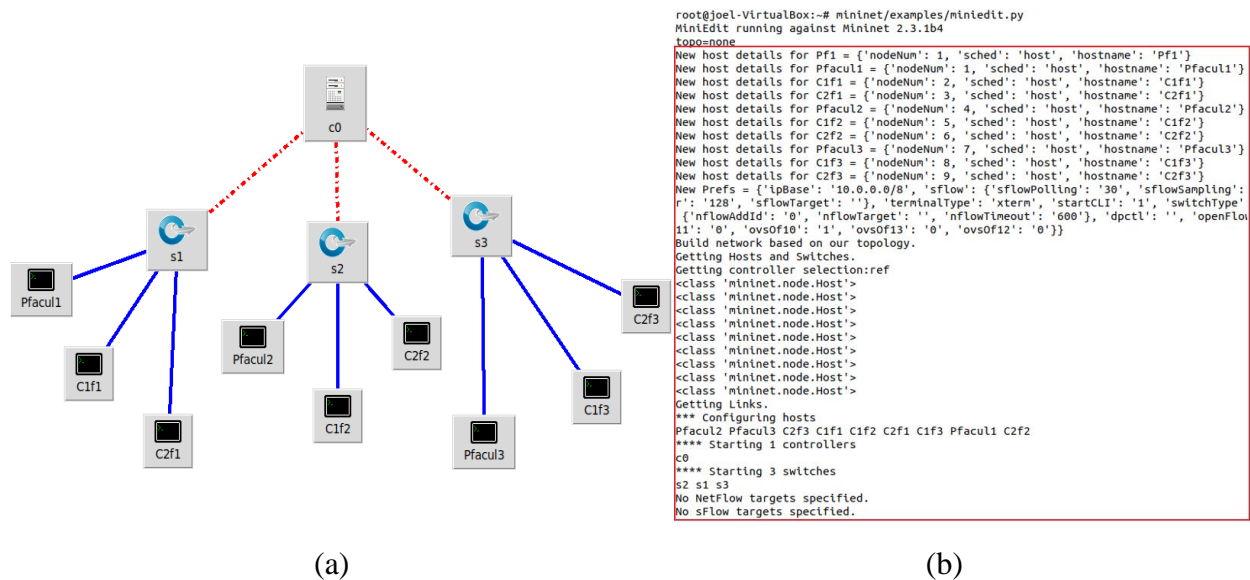 c0
s1
s2
s3
Pfacul1
C1f1
C2f1
Pfacul2
C1f2
C2f2
Pfacul3
C1f3
C2f3
(a)
root@joel-VirtualBox:~# mininet/examples/miniedit.py
MiniEdit running against Mininet 2.3.1b4
topo=none
New host details for Pf1 = {'nodeNum': 1, 'sched': 'host', 'hostname': 'Pf1'}
New host details for Pfacul1 = {'nodeNum': 1, 'sched': 'host', 'hostname': 'Pfacul1'}
New host details for C1f1 = {'nodeNum': 2, 'sched': 'host', 'hostname': 'C1f1'}
New host details for C2f1 = {'nodeNum': 3, 'sched': 'host', 'hostname': 'C2f1'}
New host details for Pfacul2 = {'nodeNum': 4, 'sched': 'host', 'hostname': 'Pfacul2'}
New host details for C1f2 = {'nodeNum': 5, 'sched': 'host', 'hostname': 'C1f2'}
New host details for C2f2 = {'nodeNum': 6, 'sched': 'host', 'hostname': 'C2f2'}
New host details for Pfacul3 = {'nodeNum': 7, 'sched': 'host', 'hostname': 'Pfacul3'}
New host details for C1f3 = {'nodeNum': 8, 'sched': 'host', 'hostname': 'C1f3'}
New host details for C2f3 = {'nodeNum': 9, 'sched': 'host', 'hostname': 'C2f3'}
New Prefs = {'ipBase': '10.0.0.0/8', 'sflow': {'sflowPolling': '30', 'sflowSampling':
r': '128', 'sflowTarget': ''}, 'terminalType': 'xterm', 'startCLI': '1', 'switchType'
{'nflowAddId': '0', 'nflowTarget': '', 'nflowTimeout': '600'}, 'dpctl': '', 'openFlow
11': '0', 'ovsOf10': '1', 'ovsOf13': '0', 'ovsOf12': '0'}}
Build network based on our topology.
Getting Hosts and Switches.
Getting controller selection:ref
<class 'mininet.node.Host'>
<class 'mininet.node.Host'>
<class 'mininet.node.Host'>
<class 'mininet.node.Host'>
<class 'mininet.node.Host'>
<class 'mininet.node.Host'>
<class 'mininet.node.Host'>
<class 'mininet.node.Host'>
<class 'mininet.node.Host'>
Getting Links.
*** Configuring hosts
Pfacul2 Pfacul3 C2f3 C1f1 C1f2 C2f1 C1f3 Pfacul1 C2f2
**** Starting 1 controllers
c0
**** Starting 3 switches
s2 s1 s3
No NetFlow targets specified.
No sFlow targets specified.
(b)